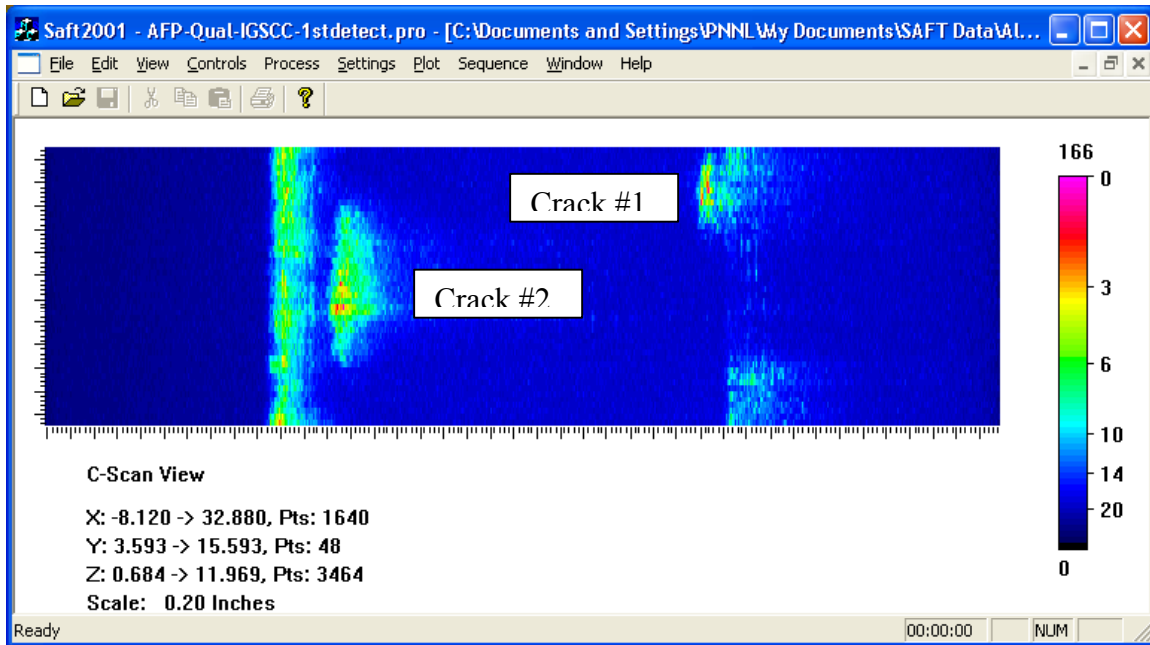 Saft2001 - AFP-Qual-IGSCC-1stdetect.pro - [C:\Documents and Settings\PNNL\My Documents\SAFT Data\Al...
File Edit View Controls Process Settings Plot Sequence Window Help
Crack #1
Crack #2
166
0
3
6
10
14
20
0
C-Scan View
X: -8.120 -> 32.880, Pts: 1640
Y: 3.593 -> 15.593, Pts: 48
Z: 0.684 -> 11.969, Pts: 3464
Scale: 0.20 Inches
Ready 00:00:00 NUM